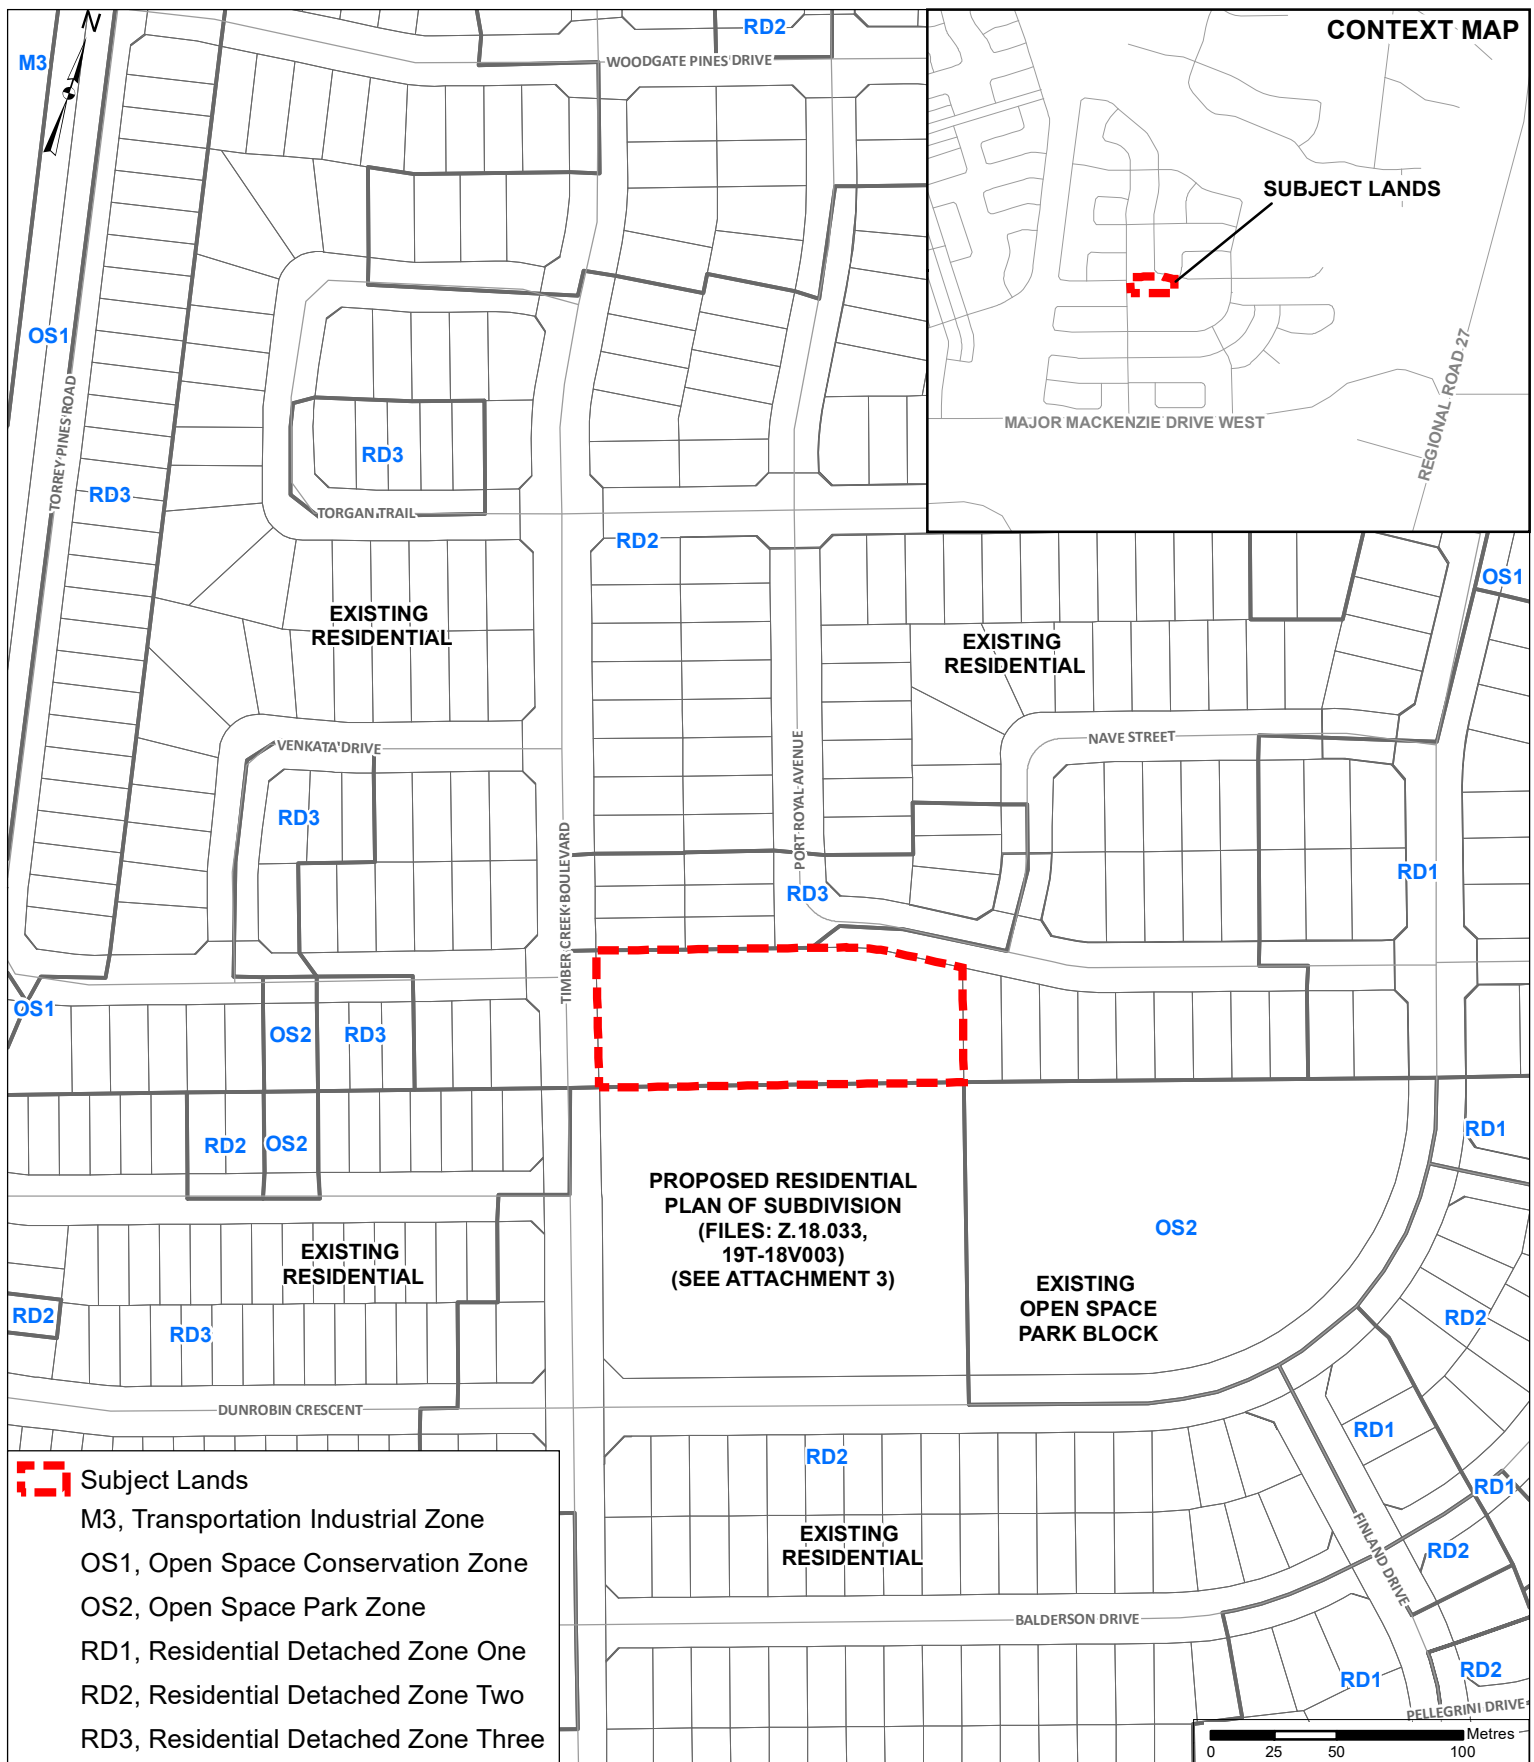 N
M3
RD2
WOODGATE PINES DRIVE
CONTEXT MAP
SUBJECT LANDS
MAJOR MACKENZIE DRIVE WEST
REGIONAL ROAD 27
OS1
TORREY PINES ROAD
RD3
RD3
TORGAN TRAIL
RD2
OS1
EXISTING
RESIDENTIAL
EXISTING
RESIDENTIAL
VENKATA DRIVE
NAVE STREET
PORT ROYAL AVENUE
RD3
TIMBER CREEK BOULEVARD
RD3
RD1
OS1
OS2
RD3
RD2
OS2
RD1
PROPOSED RESIDENTIAL
PLAN OF SUBDIVISION
(FILES: Z.18.033,
19T-18V003)
(SEE ATTACHMENT 3)
OS2
EXISTING
RESIDENTIAL
EXISTING
OPEN SPACE
PARK BLOCK
RD2
RD3
RD2
DUNROBIN CRESCENT
RD1
RD2
RD1
EXISTING
RESIDENTIAL
FINLAND DRIVE
RD2
BALDERSON DRIVE
RD1
RD2
PELLEGRINI DRIVE
Subject Lands
M3, Transportation Industrial Zone
OS1, Open Space Conservation Zone
OS2, Open Space Park Zone
RD1, Residential Detached Zone One
RD2, Residential Detached Zone Two
RD3, Residential Detached Zone Three
Metres
0 25 50 100